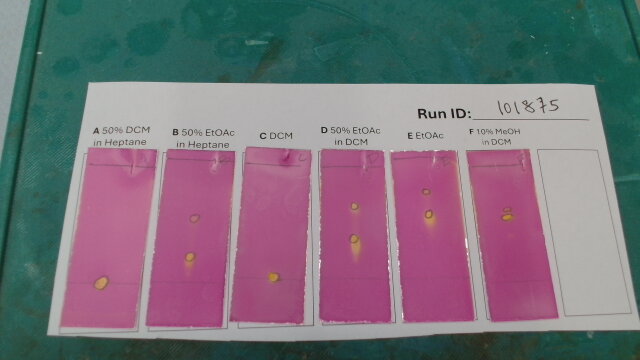 Run ID: 101875
A 50% DCM
in Heptane
B 50% EtOAc
in Heptane
C DCM
D 50% EtOAc
in DCM
E EtOAc
F 10% MeOH
in DCM